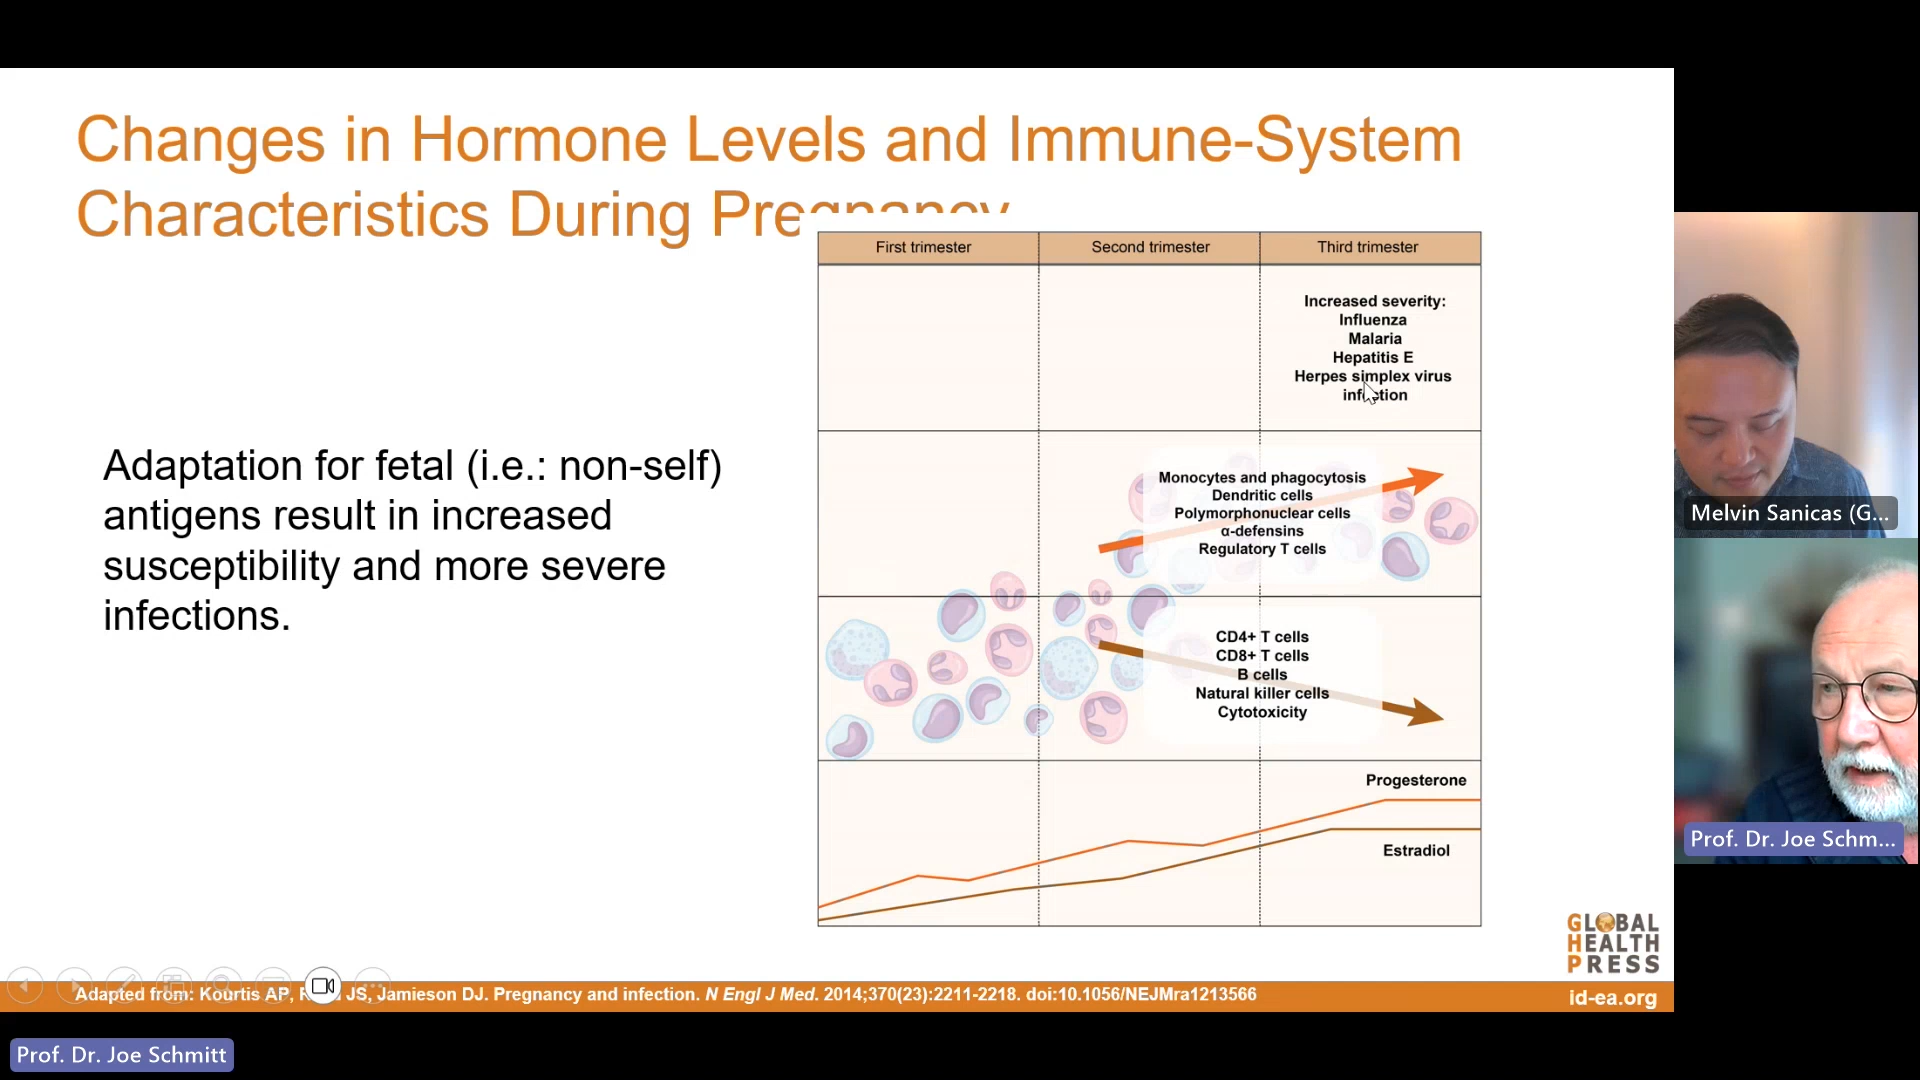 Changes in Hormone Levels and Immune-System
Characteristics During Pregnancy
First trimester
Second trimester
Third trimester
Increased severity:
Influenza
Malaria
Hepatitis E
Herpes simplex virus
infection
Adaptation for fetal (i.e.: non-self)
antigens result in increased
susceptibility and more severe
infections.
Monocytes and phagocytosis
Dendritic cells
Polymorphonuclear cells
α-defensins
Regulatory T cells
CD4+ T cells
CD8+ T cells
B cells
Natural killer cells
Cytotoxicity
Progesterone
Estradiol
Melvin Sanicas (G...
Prof. Dr. Joe Schm...
GLOBAL
HEALTH
PRESS
Adapted from: Kourtis AP, JS, Jamieson DJ. Pregnancy and infection. N Engl J Med. 2014;370(23):2211-2218. doi:10.1056/NEJMra1213566
id-ea.org
Prof. Dr. Joe Schmitt